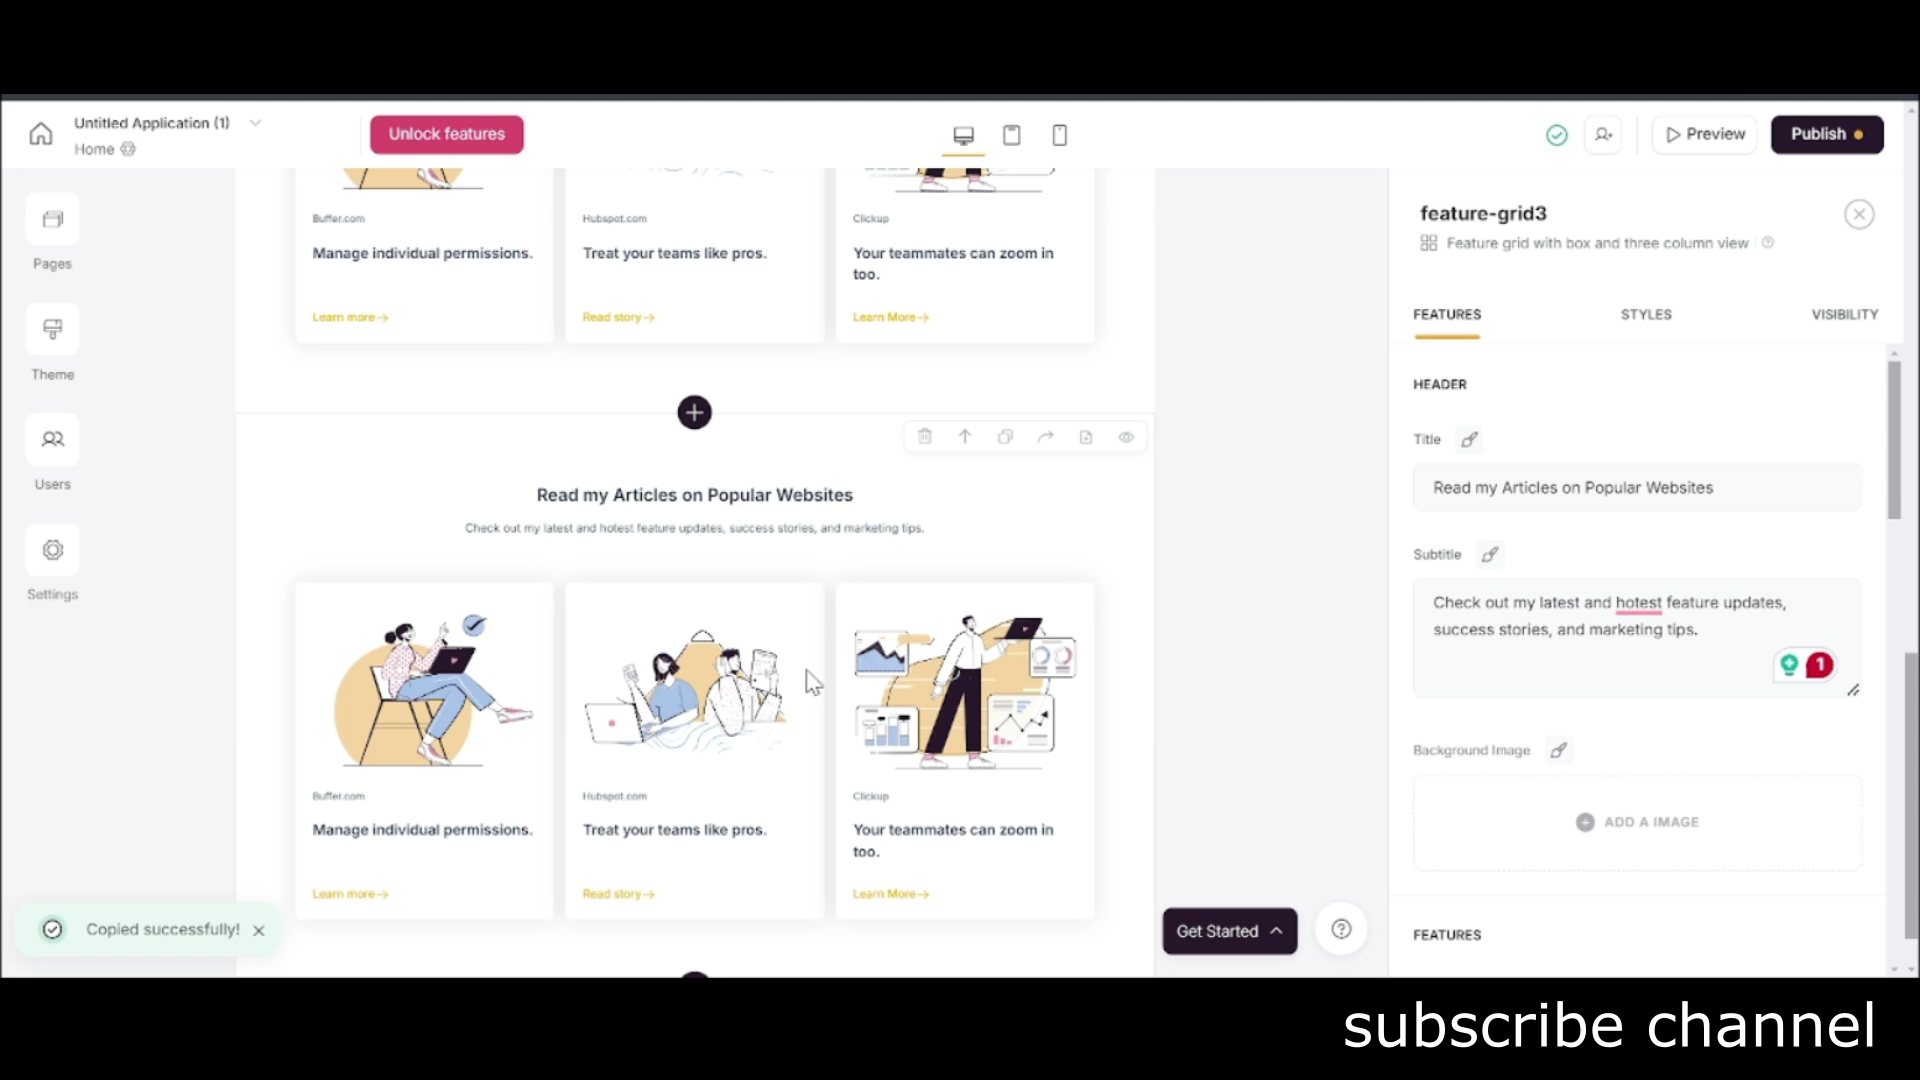 Untitled Application (1)
Home
Unlock features
Preview
Publish
Pages
Theme
Users
Settings
Buffer.com
Manage individual permissions.
Learn more
Hubspot.com
Treat your teams like pros.
Read story
Clickup
Your teammates can zoom in
too.
Learn More
Read my Articles on Popular Websites
Check out my latest and hotest feature updates, success stories, and marketing tips.
Buffer.com
Manage individual permissions.
Learn more
Hubspot.com
Treat your teams like pros.
Read story
Clickup
Your teammates can zoom in
too.
Learn More
Copied successfully!
Get Started
feature-grid3
Feature grid with box and three column view
FEATURES
STYLES
VISIBILITY
HEADER
Title
Read my Articles on Popular Websites
Subtitle
Check out my latest and hotest feature updates,
success stories, and marketing tips.
1
Background Image
ADD A IMAGE
FEATURES
subscribe channel